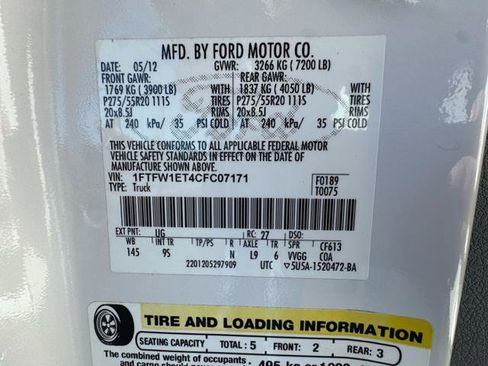 MFD. BY FORD MOTOR CO.
DATE: 05/12 GVWR: 3266 KG ( 7200 LB)
FRONT GAWR: REAR GAWR:
1769 KG ( 3900 LB) 1837 KG ( 4050 LB)
P275/55R20 111S TIRES P275/55R20 111S TIRES
20x8.5J RIMS 20x8.5J RIMS
AT 240 kPa/ 35 PSI COLD AT 240 kPa/ 35 PSI COLD
THIS VEHICLE CONFORMS TO ALL APPLICABLE FEDERAL MOTOR
VEHICLE SAFETY AND THEFT PREVENTION STANDARDS IN EFFECT ON THE DATE OF
MANUFACTURE SHOWN ABOVE.
VIN: 1FTFW1ET4CFC07171
TYPE: Truck
F0189
T0075
EXT PNT: UG RC: 27 DSO:
WB INT TR TP/PS R AXLE TR SPR CF613
145 9S N L9 6 VVGG COA
2201205297909 UTC ▽5U5A-1520472-BA
TIRE AND LOADING INFORMATION
SEATING CAPACITY TOTAL: 5 FRONT: 2 REAR: 3
The combined weight of occupants